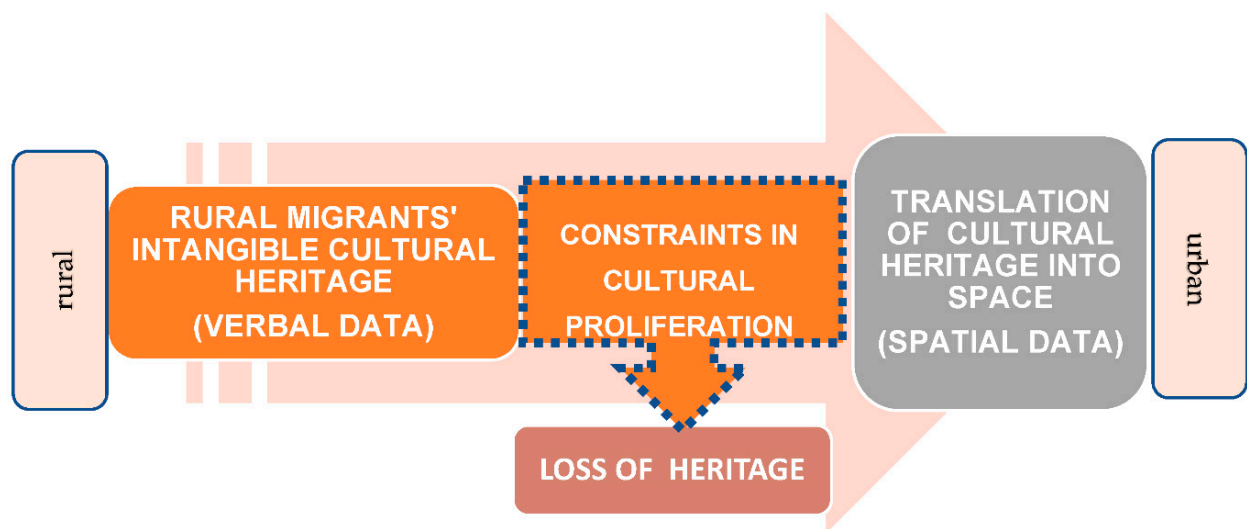 rural
RURAL MIGRANTS'
INTANGIBLE CULTURAL
HERITAGE
(VERBAL DATA)
CONSTRAINTS IN
CULTURAL
PROLIFERATION
LOSS OF HERITAGE
TRANSLATION
OF CULTURAL
HERITAGE INTO
SPACE
(SPATIAL DATA)
urban